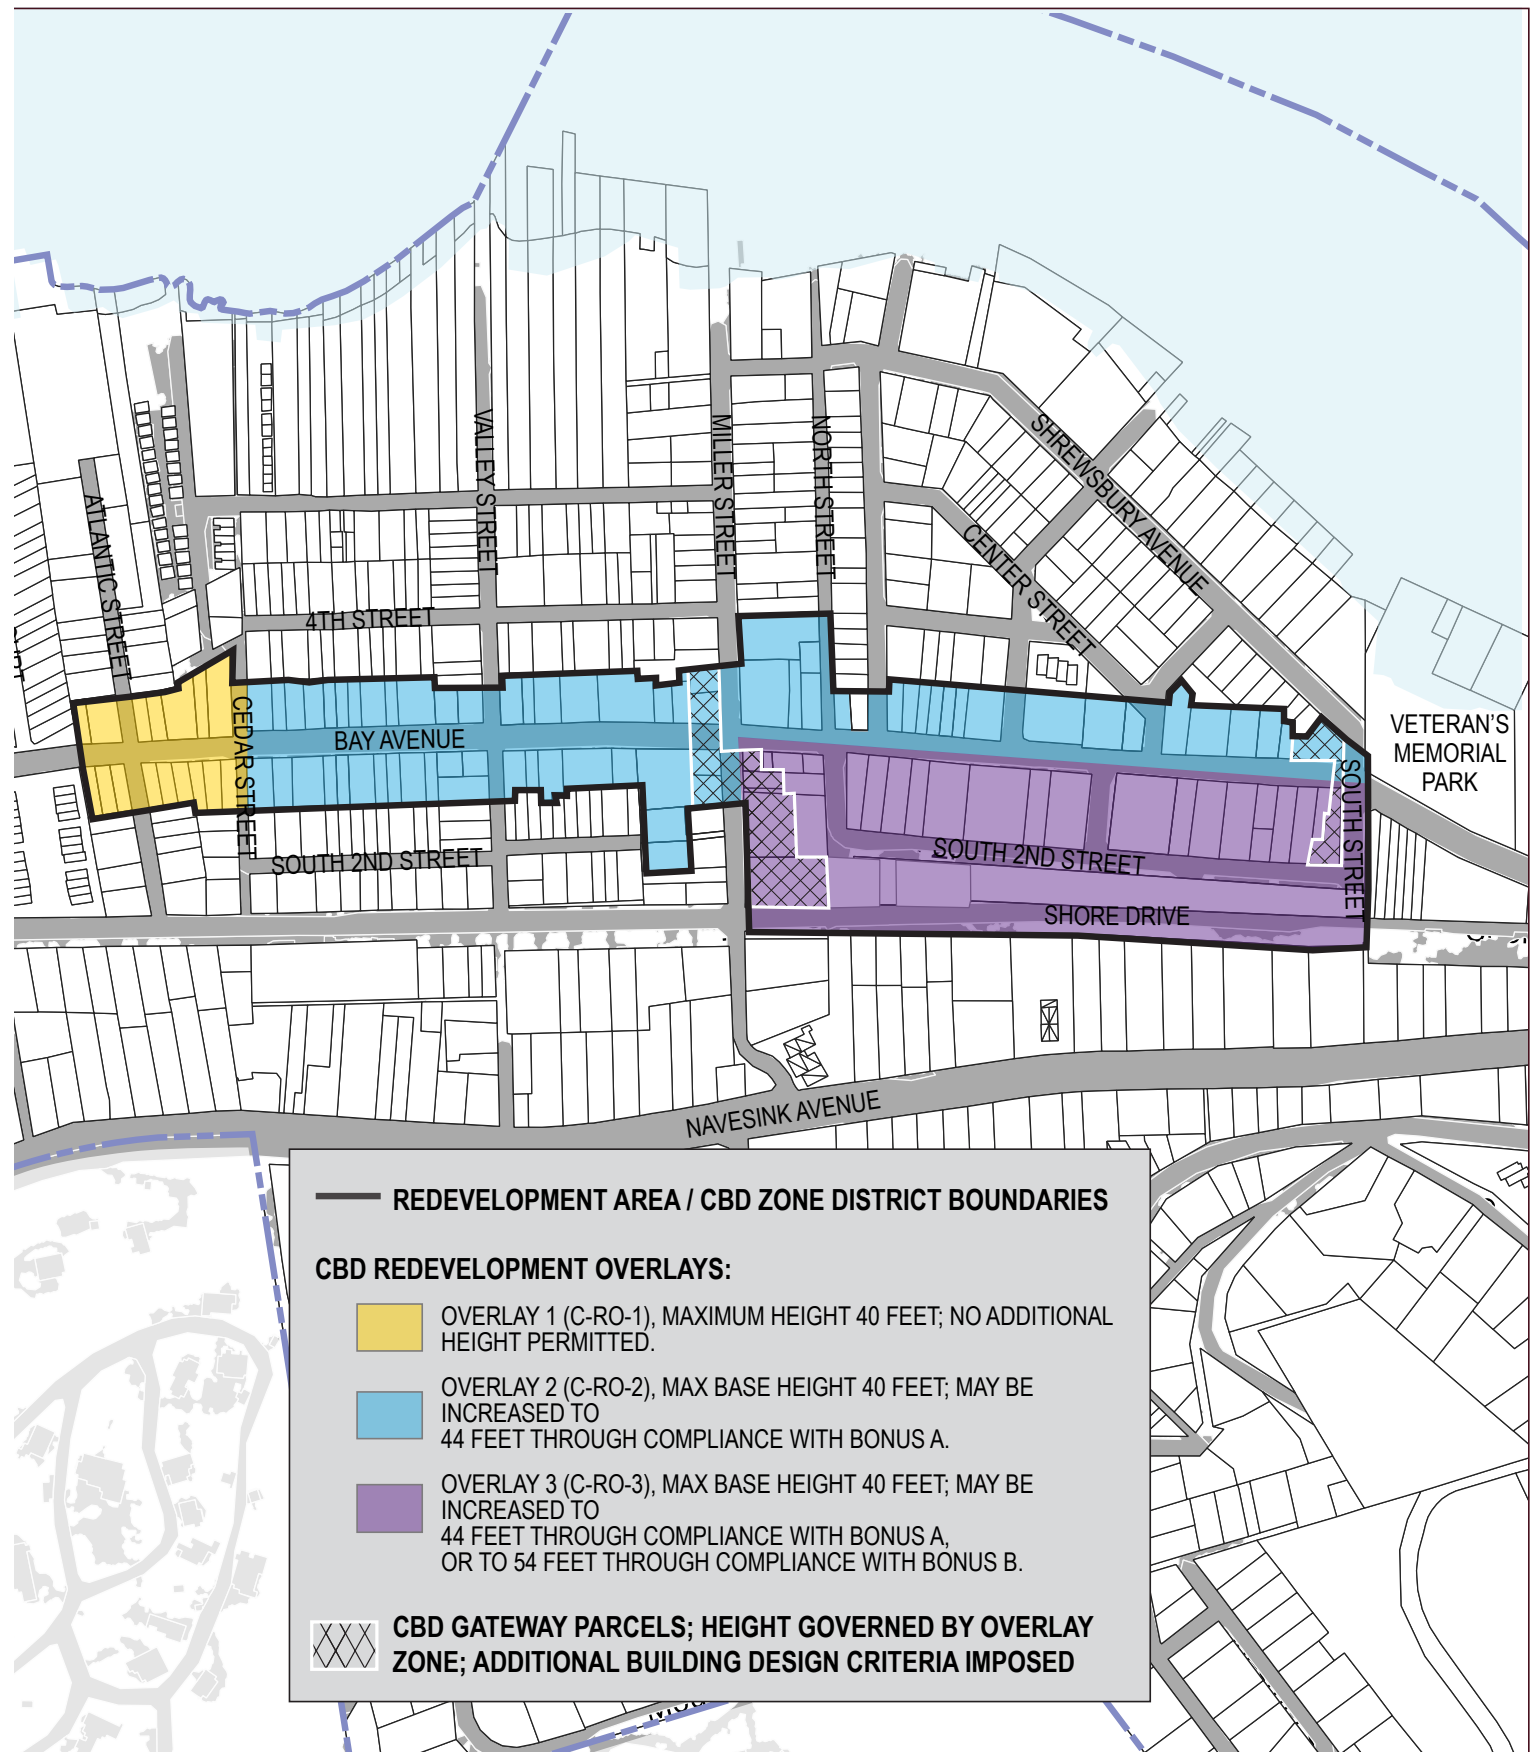 VALLEY STREET
MILLER STREET
NORTH STREET
SHREWSBURY AVENUE
ATLANTIC STREET
CENTER STREET
4TH STREET
CEDAR STREET
BAY AVENUE
VETERAN'S
MEMORIAL
PARK
SOUTH STREET
SOUTH 2ND STREET
SOUTH 2ND STREET
SHORE DRIVE
NAVESINK AVENUE
REDEVELOPMENT AREA / CBD ZONE DISTRICT BOUNDARIES
CBD REDEVELOPMENT OVERLAYS:
OVERLAY 1 (C-RO-1), MAXIMUM HEIGHT 40 FEET; NO ADDITIONAL
HEIGHT PERMITTED.
OVERLAY 2 (C-RO-2), MAX BASE HEIGHT 40 FEET; MAY BE
INCREASED TO
44 FEET THROUGH COMPLIANCE WITH BONUS A.
OVERLAY 3 (C-RO-3), MAX BASE HEIGHT 40 FEET; MAY BE
INCREASED TO
44 FEET THROUGH COMPLIANCE WITH BONUS A,
OR TO 54 FEET THROUGH COMPLIANCE WITH BONUS B.
CBD GATEWAY PARCELS; HEIGHT GOVERNED BY OVERLAY
ZONE; ADDITIONAL BUILDING DESIGN CRITERIA IMPOSED